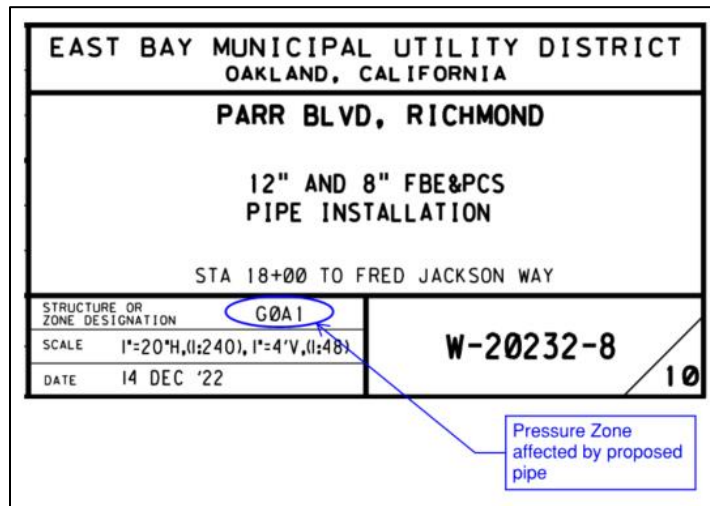 EAST BAY MUNICIPAL UTILITY DISTRICT
OAKLAND, CALIFORNIA
PARR BLVD, RICHMOND
12" AND 8" FBE&PCS
PIPE INSTALLATION
STA 18+00 TO FRED JACKSON WAY
STRUCTURE OR
ZONE DESIGNATION
GØA1
SCALE 1"=20'H,(1:240), 1"=4'V,(1:48)
DATE 14 DEC '22
W-20232-8
10
Pressure Zone
affected by proposed
pipe